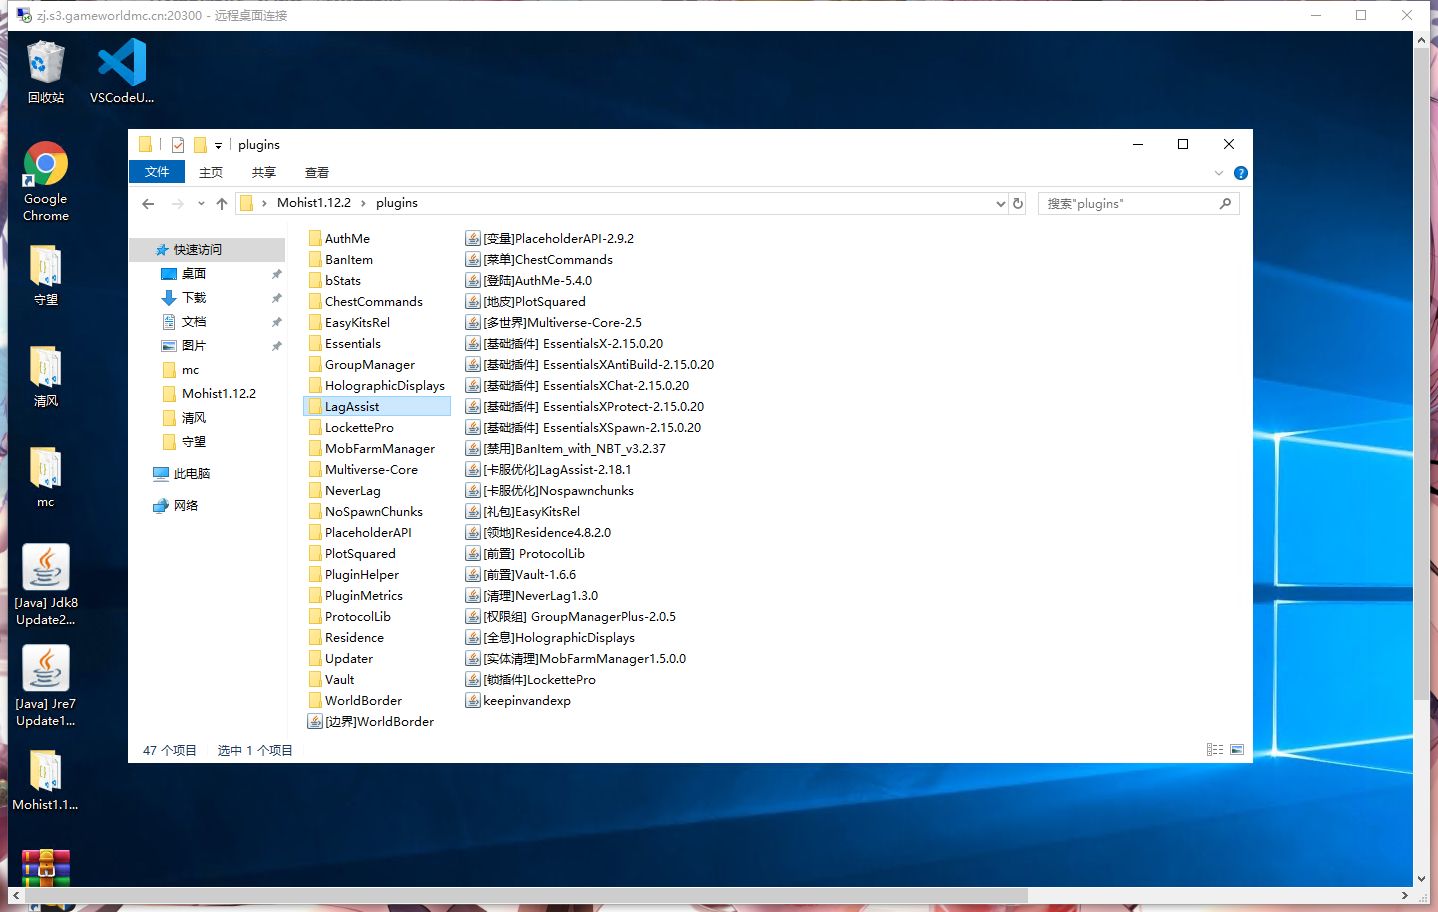 zj.s3.gameworldmc.cn:20300 - 远程桌面连接
回收站
VSCodeU...
Google
Chrome
守望
清风
mc
[Java] Jdk8
Update2...
[Java] Jre7
Update1...
Mohist1.1...
plugins
文件
主页
共享
查看
Mohist1.12.2
plugins
搜索"plugins"
快速访问
桌面
下载
文档
图片
mc
Mohist1.12.2
清风
守望
此电脑
网络
AuthMe
BanItem
bStats
ChestCommands
EasyKitsRel
Essentials
GroupManager
HolographicDisplays
LagAssist
LockettePro
MobFarmManager
Multiverse-Core
NeverLag
NoSpawnChunks
PlaceholderAPI
PlotSquared
PluginHelper
PluginMetrics
ProtocolLib
Residence
Updater
Vault
WorldBorder
[边界]WorldBorder
[变量]PlaceholderAPI-2.9.2
[菜单]ChestCommands
[登陆]AuthMe-5.4.0
[地皮]PlotSquared
[多世界]Multiverse-Core-2.5
[基础插件] EssentialsX-2.15.0.20
[基础插件] EssentialsXAntiBuild-2.15.0.20
[基础插件] EssentialsXChat-2.15.0.20
[基础插件] EssentialsXProtect-2.15.0.20
[基础插件] EssentialsXSpawn-2.15.0.20
[禁用]BanItem_with_NBT_v3.2.37
[卡服优化]LagAssist-2.18.1
[卡服优化]Nospawnchunks
[礼包]EasyKitsRel
[领地]Residence4.8.2.0
[前置] ProtocolLib
[前置]Vault-1.6.6
[清理]NeverLag1.3.0
[权限组] GroupManagerPlus-2.0.5
[全息]HolographicDisplays
[实体清理]MobFarmManager1.5.0.0
[锁插件]LockettePro
keepinvandexp
47 个项目
选中 1 个项目